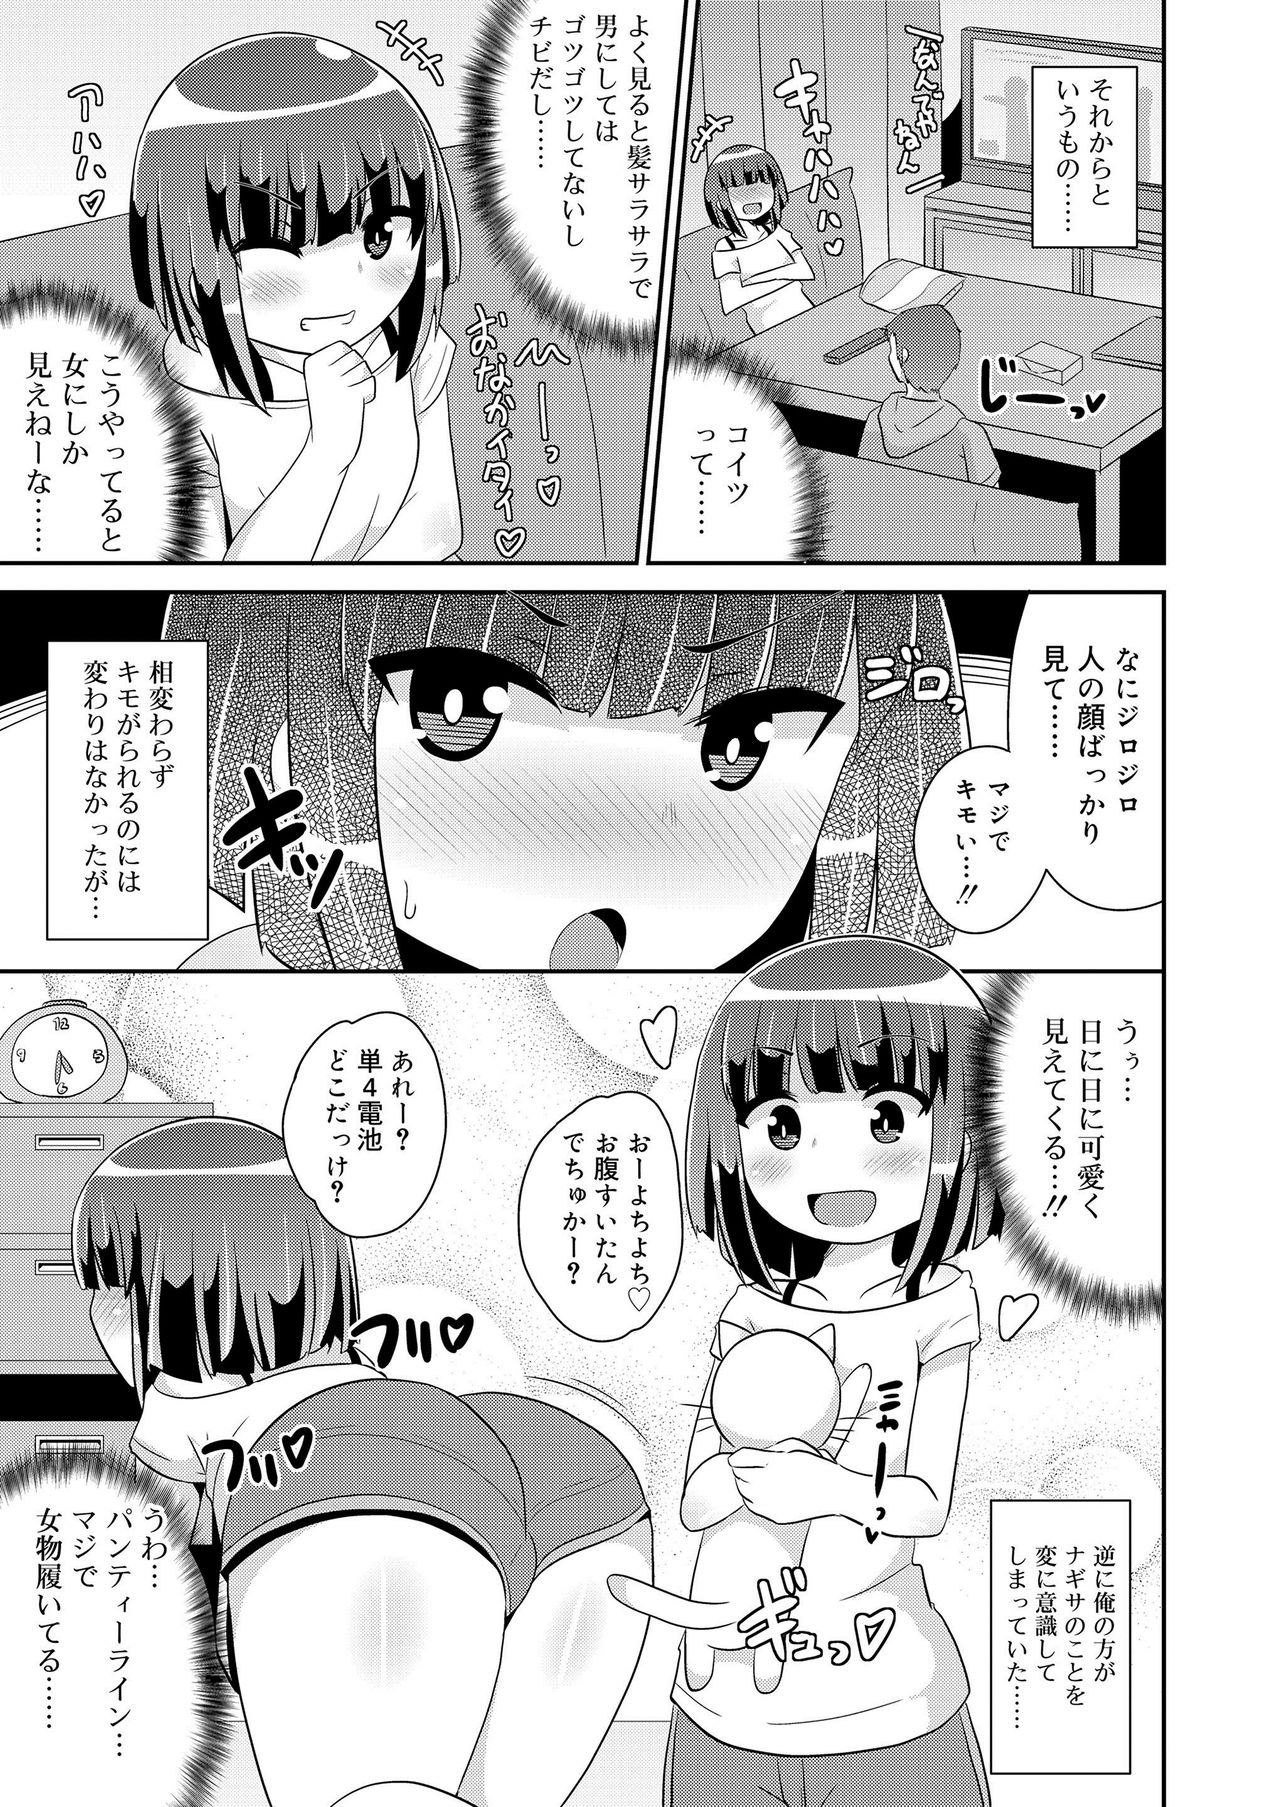 それからと
いうもの……
なんでやねん
キャハハハ♡
じーっ
コイツ
って……
よく見ると髪サラサラで
男にしては
ゴツゴツしてないし
チビだし……
アハハ♡
ひーっ♡
おなかイタイ♡
こうやってると
女にしか
見えねーな……
なにジロジロ
人の顔ばっかり
見て……
マジで
キモい…!!
ジロッ
キッ
相変わらず
キモがられるのには
変わりはなかったが…
うぅ…
日に日に可愛く
見えてくる…!!
おーよちよち♡
お腹すいたん
でちゅかー?
ミャーっ
ギュっ♡
逆に俺の方が
ナギサのことを
変に意識して
しまっていた……
あれー?
単4電池
どこだっけ?
12
9
3
6
フリ♡
フリ♡
うわ…
パンティーライン…
マジで
女物履いてる……